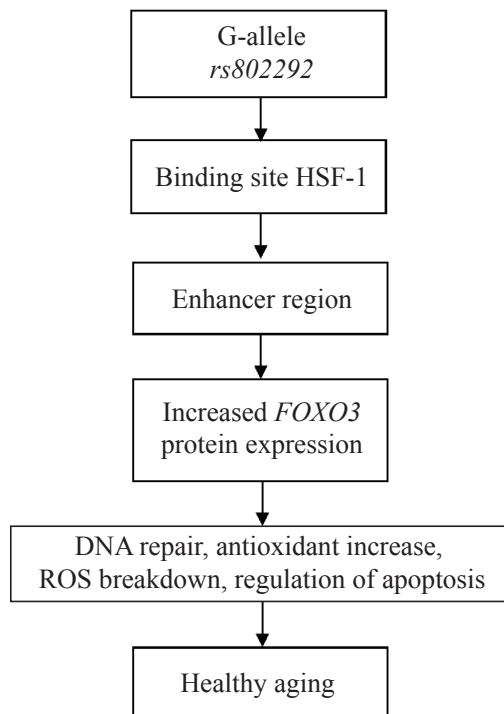 G-allele
rs802292
Binding site HSF-1
Enhancer region
Increased FOXO3
protein expression
DNA repair, antioxidant increase,
ROS breakdown, regulation of apoptosis
Healthy aging